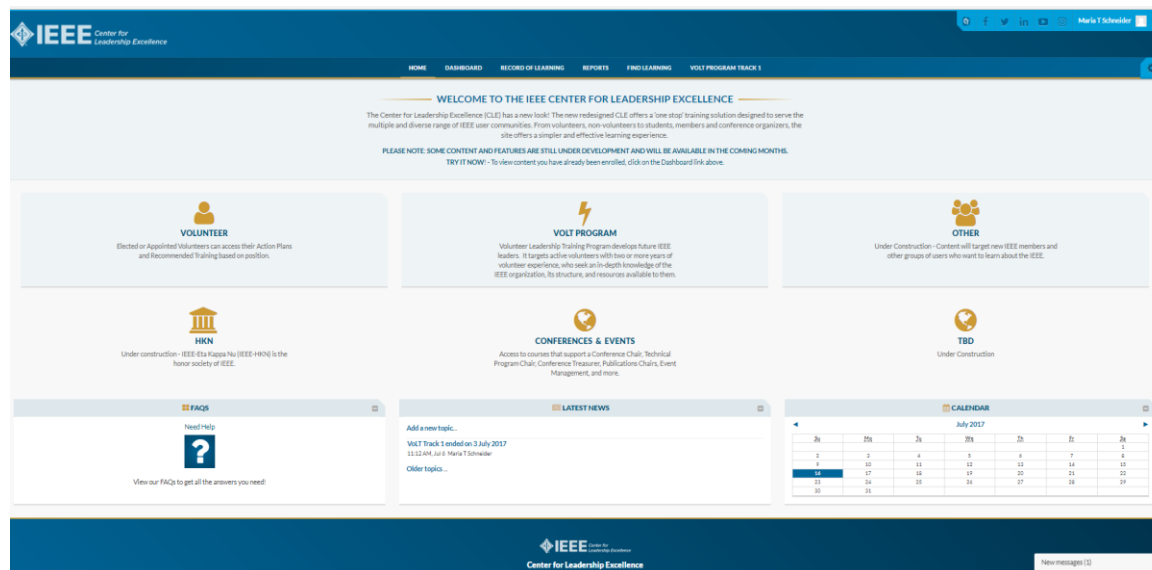 IEEE Center for
Leadership Excellence
Maria T Schneider
HOME DASHBOARD RECORD OF LEARNING REPORTS FIND LEARNING VOLT PROGRAM TRACK 1
WELCOME TO THE IEEE CENTER FOR LEADERSHIP EXCELLENCE
The Center for Leadership Excellence (CLE) has a new look! The new redesigned CLE offers a 'one stop' training solution designed to serve the
multiple and diverse range of IEEE user communities. From volunteers, non-volunteers to students, members and conference organizers, the
site offers a simpler and effective learning experience.
PLEASE NOTE: SOME CONTENT AND FEATURES ARE STILL UNDER DEVELOPMENT AND WILL BE AVAILABLE IN THE COMING MONTHS.
TRY IT NOW! - To view content you have already been enrolled, click on the Dashboard link above.
VOLUNTEER
Elected or Appointed Volunteers can access their Action Plans
and Recommended Training based on position.
VOLT PROGRAM
Volunteer Leadership Training Program develops future IEEE
leaders. It targets active volunteers with two or more years of
volunteer experience, who seek an in-depth knowledge of the
IEEE organization, its structure, and resources available to them.
OTHER
Under Construction - Content will target new IEEE members and
other groups of users who want to learn about the IEEE.
HKN
Under construction - IEEE-Eta Kappa Nu (IEEE-HKN) is the
honor society of IEEE.
CONFERENCES & EVENTS
Access to courses that support a Conference Chair, Technical
Program Chair, Conference Treasurer, Publications Chairs, Event
Management, and more.
TBD
Under Construction
FAQS
Need Help
?
View our FAQs to get all the answers you need!
LATEST NEWS
Add a new topic...
VoLT Track 1 ended on 3 July 2017
11:12 AM, Jul 6 Maria T Schneider
Older topics ...
CALENDAR
July 2017
Su Mo Tu We Th Fr Sa
1
2 3 4 5 6 7 8
9 10 11 12 13 14 15
16 17 18 19 20 21 22
23 24 25 26 27 28 29
30 31
IEEE Center for
Leadership Excellence
Center for Leadership Excellence
New messages (1)